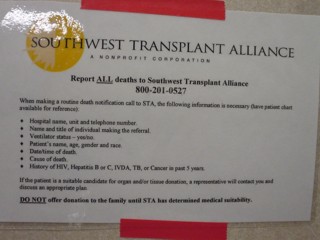 SOUTHWEST TRANSPLANT ALLIANCE
A NONPROFIT CORPORATION
Report ALL deaths to Southwest Transplant Alliance
800-201-0527
When making a routine death notification call to STA, the following information is necessary (have patient chart
available for reference):
• Hospital name, unit and telephone number.
• Name and title of individual making the referral.
• Ventilator status – yes/no
• Patient's name, age, gender and race.
• Date/time of death.
• Cause of death.
• History of HIV, Hepatitis B or C, IVDA, TB, or Cancer in past 5 years.
If the patient is a suitable candidate for organ and/or tissue donation, a representative will contact you and
discuss an appropriate plan.
DO NOT offer donation to the family until STA has determined medical suitability.